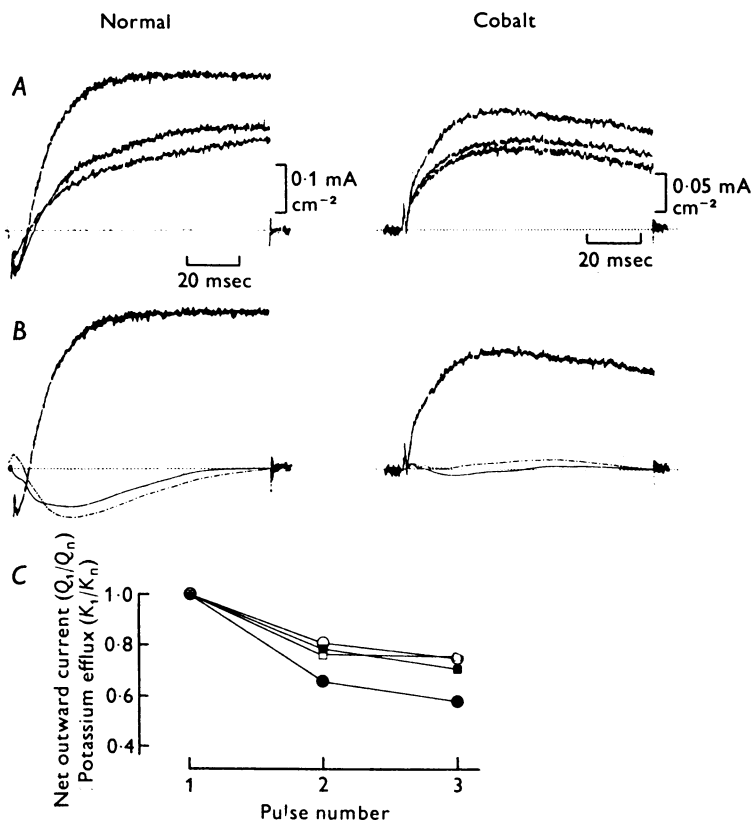 Normal
Cobalt
A
0·1 mA
cm⁻²
20 msec
0·05 mA
cm⁻²
20 msec
B
C
Net outward current (Q₁/Qₙ)
Potassium efflux (K₁/Kₙ)
1·0
0·8
0·6
0·4
1
2
3
Pulse number